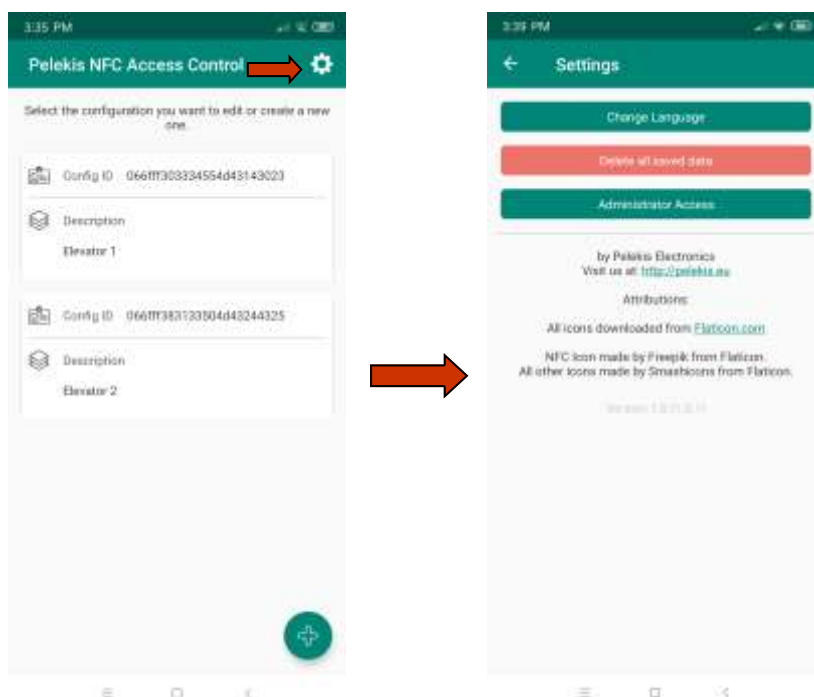 3:35 PM
Pelekis NFC Access Control
Select the configuration you want to edit or create a new
one.
Config ID
Description
Elevator 1
Config ID
Description
Elevator 2
3:39 PM
Settings
Change Language
Delete all saved data
Administrator Access
by Pelekis Electronics
Visit us at: http://pelekis.eu
Attributions:
All icons downloaded from Flaticon.com
NFC Icon made by Freepik from Flaticon.
All other icons made by Smashicons from Flaticon.
Version